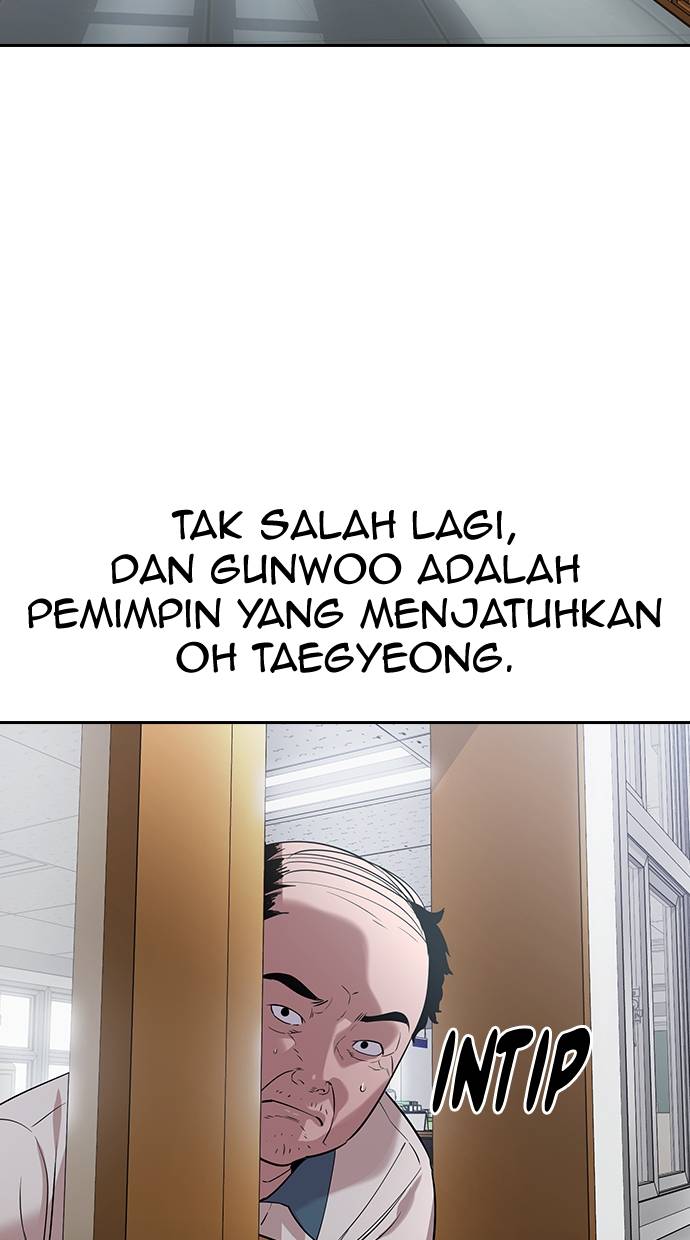 TAK SALAH LAGI,
DAN GUNWOO ADALAH
PEMIMPIN YANG MENJATUHKAN
OH TAEGYEONG.
INTIP